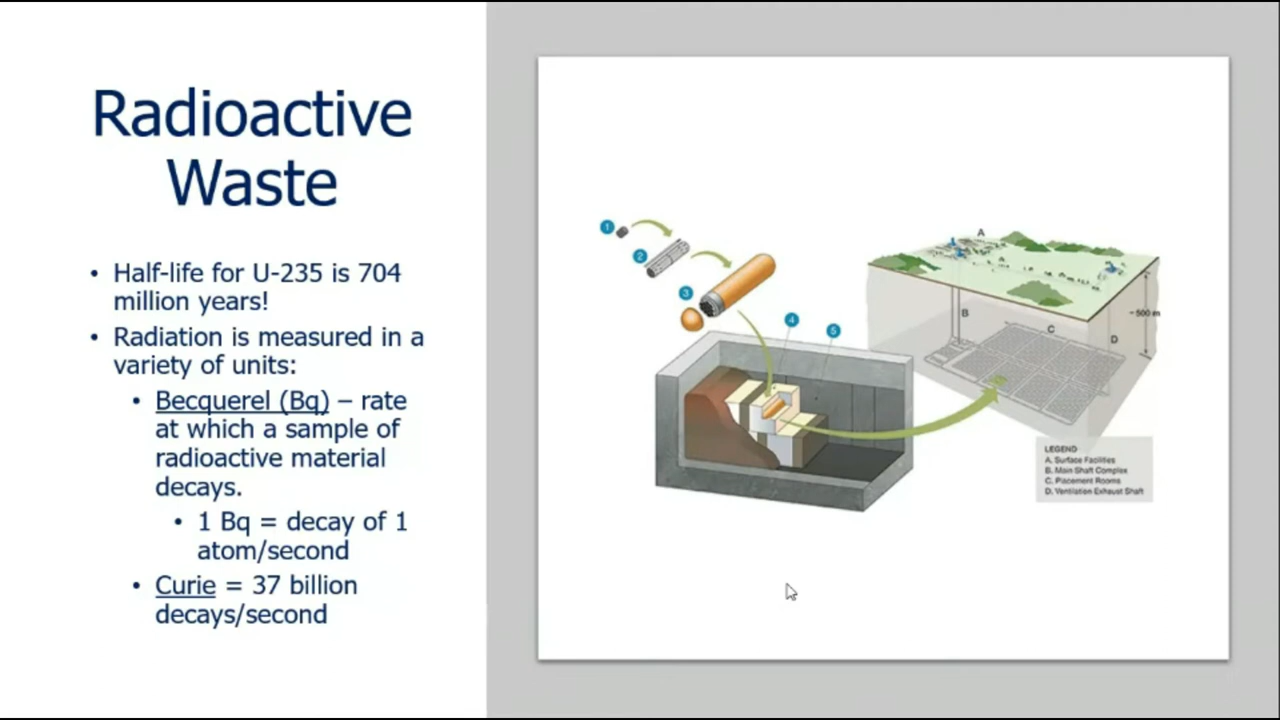 Radioactive
Waste
• Half-life for U-235 is 704
million years!
• Radiation is measured in a
variety of units:
• Becquerel (Bq) – rate
at which a sample of
radioactive material
decays.
• 1 Bq = decay of 1
atom/second
• Curie = 37 billion
decays/second
1
2
3
4
5
A
B
C
D
~ 500 m
LEGEND
A. Surface Facilities
B. Main Shaft Complex
C. Placement Rooms
D. Ventilation Exhaust Shaft